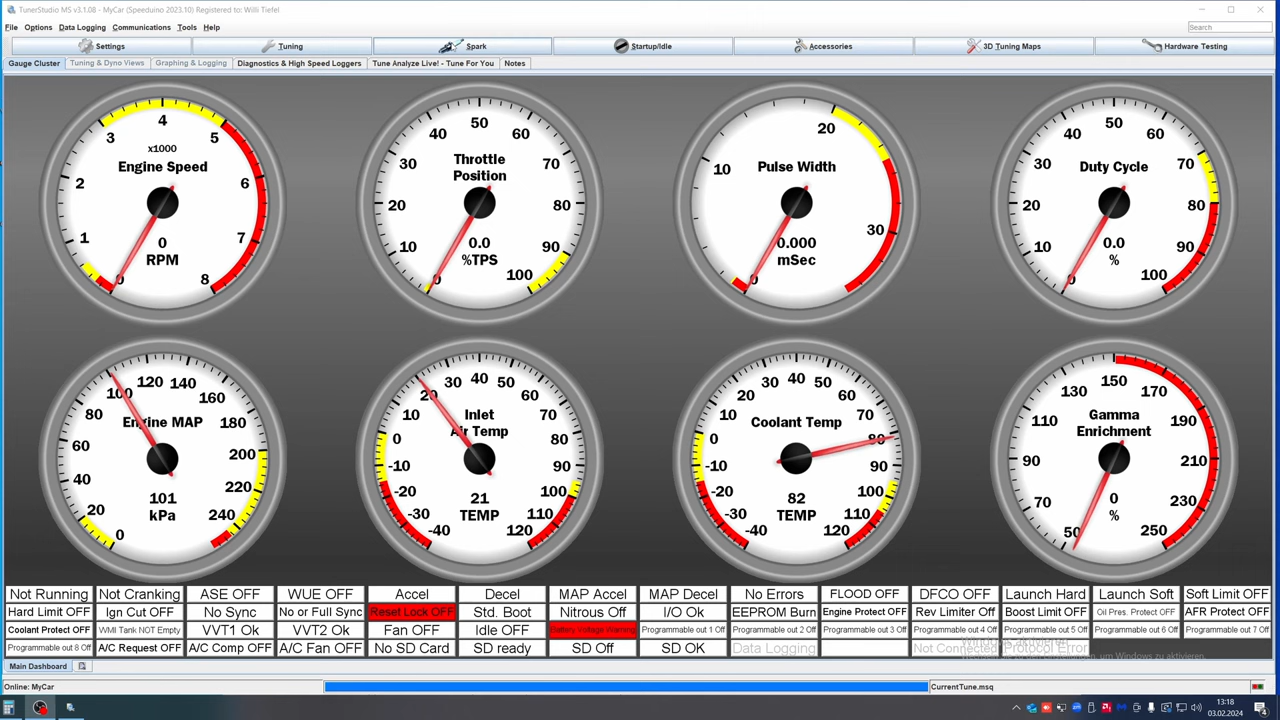 TunerStudio MS v3.1.08 - MyCar (Speeduino 2023.10) Registered to: Willi Tiefel
File Options Data Logging Communications Tools Help
Search
Settings Tuning Spark Startup/Idle Accessories 3D Tuning Maps Hardware Testing
Gauge Cluster Tuning & Dyno Views Graphing & Logging Diagnostics & High Speed Loggers Tune Analyze Live! - Tune For You Notes
0 1 2 3 4 5 6 7 8
x1000
Engine Speed
0
RPM
0 10 20 30 40 50 60 70 80 90 100
Throttle
Position
0.0
%TPS
0 10 20 30
Pulse Width
0.000
mSec
0 10 20 30 40 50 60 70 80 90 100
Duty Cycle
0.0
%
0 20 40 60 80 100 120 140 160 180 200 220 240
Engine MAP
101
kPa
-40 -30 -20 -10 0 10 20 30 40 50 60 70 80 90 100 110 120
Inlet
Air Temp
21
TEMP
-40 -30 -20 -10 0 10 20 30 40 50 60 70 80 90 100 110 120
Coolant Temp
82
TEMP
50 70 90 110 130 150 170 190 210 230 250
Gamma
Enrichment
0
%
Not Running Not Cranking ASE OFF WUE OFF Accel Decel MAP Accel MAP Decel No Errors FLOOD OFF DFCO OFF Launch Hard Launch Soft Soft Limit OFF
Hard Limit OFF Ign Cut OFF No Sync No or Full Sync Reset Lock OFF Std. Boot Nitrous Off I/O Ok EEPROM Burn Engine Protect OFF Rev Limiter Off Boost Limit OFF Oil Pres. Protect OFF AFR Protect OFF
Coolant Protect OFF WMI Tank NOT Empty VVT1 Ok VVT2 Ok Fan OFF Idle OFF Battery Voltage Warning Programmable out 1 Off Programmable out 2 Off Programmable out 3 Off Programmable out 4 Off Programmable out 5 Off Programmable out 6 Off Programmable out 7 Off
Programmable out 8 Off A/C Request OFF A/C Comp OFF A/C Fan OFF No SD Card SD ready SD Off SD OK Data Logging Not Connected Protocol Error
um Windows zu aktivieren.
Main Dashboard
Online: MyCar
CurrentTune.msq
13:18
03.02.2024
4